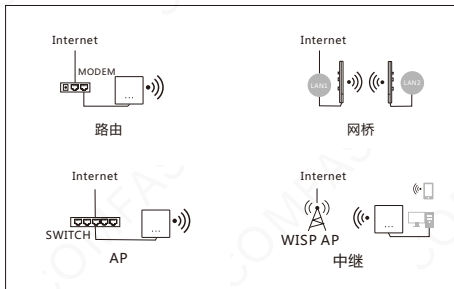 Internet
MODEM
路由
Internet
LAN1
LAN2
网桥
Internet
SWITCH
AP
Internet
WISP AP
中继